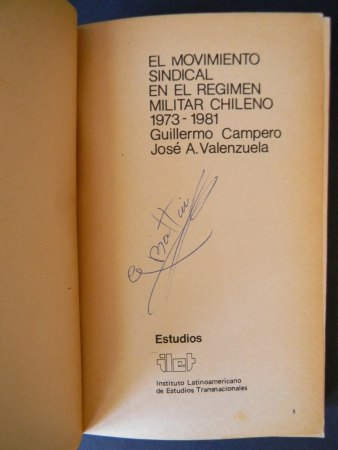 EL MOVIMIENTO
SINDICAL
EN EL REGIMEN
MILITAR CHILENO
1973-1981
Guillermo Campero
José A. Valenzuela
Estudios
ilet
Instituto Latinoamericano
de Estudios Transnacionales
3